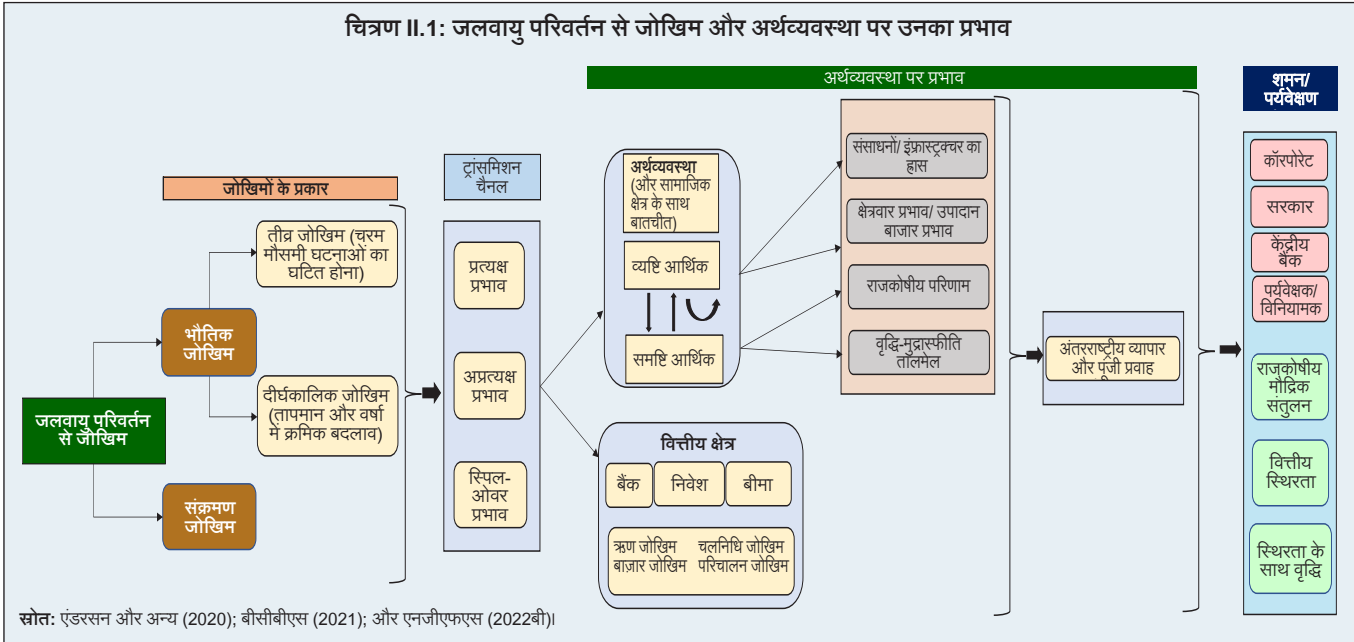 चित्रण II.1: जलवायु परिवर्तन से जोखिम और अर्थव्यवस्था पर उनका प्रभाव
जोखिमों के प्रकार
जलवायु परिवर्तन
से जोखिम
भौतिक
जोखिम
संक्रमण
जोखिम
तीव्र जोखिम (चरम
मौसमी घटनाओं का
घटित होना)
दीर्घकालिक जोखिम
(तापमान और वर्षा
में क्रमिक बदलाव)
ट्रांसमिशन
चैनल
प्रत्यक्ष
प्रभाव
अप्रत्यक्ष
प्रभाव
स्पिल-
ओवर
प्रभाव
अर्थव्यवस्था पर प्रभाव
अर्थव्यवस्था
(और सामाजिक
क्षेत्र के साथ
बातचीत)
व्यष्टि आर्थिक
समष्टि आर्थिक
वित्तीय क्षेत्र
बैंक
निवेश
बीमा
ऋण जोखिम चलनिधि जोखिम
बाज़ार जोखिम परिचालन जोखिम
संसाधनों/ इंफ्रास्ट्रक्चर का
ह्रास
क्षेत्रवार प्रभाव/ उपादान
बाजार प्रभाव
राजकोषीय परिणाम
वृद्धि-मुद्रास्फीति
तालमेल
अंतरराष्ट्रीय व्यापार
और पूंजी प्रवाह
शमन/
पर्यवेक्षण
कॉरपोरेट
सरकार
केंद्रीय
बैंक
पर्यवेक्षक/
विनियामक
राजकोषीय
मौद्रिक
संतुलन
वित्तीय
स्थिरता
स्थिरता के
साथ वृद्धि
स्रोत: एंडरसन और अन्य (2020); बीसीबीएस (2021); और एनजीएफएस (2022बी)।